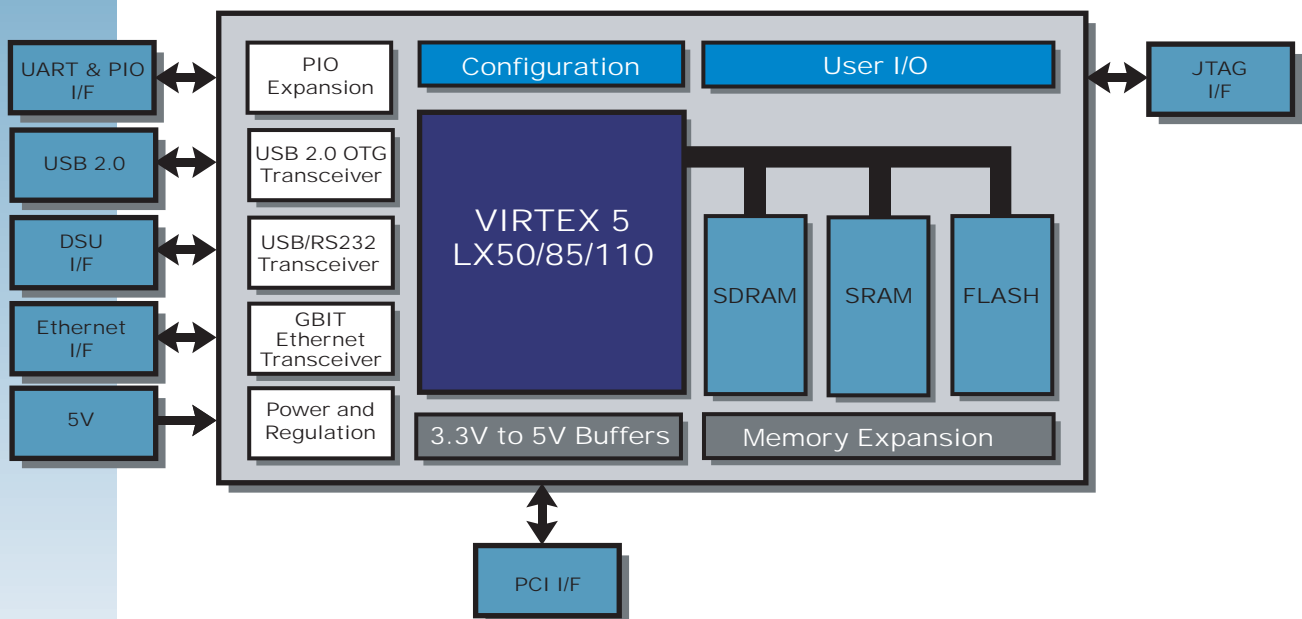 UART & PIO
I/F
USB 2.0
DSU
I/F
Ethernet
I/F
5V
PIO
Expansion
USB 2.0 OTG
Transceiver
USB/RS232
Transceiver
GBIT
Ethernet
Transceiver
Power and
Regulation
Configuration
User I/O
VIRTEX 5
LX50/85/110
SDRAM
SRAM
FLASH
3.3V to 5V Buffers
Memory Expansion
JTAG
I/F
PCI I/F